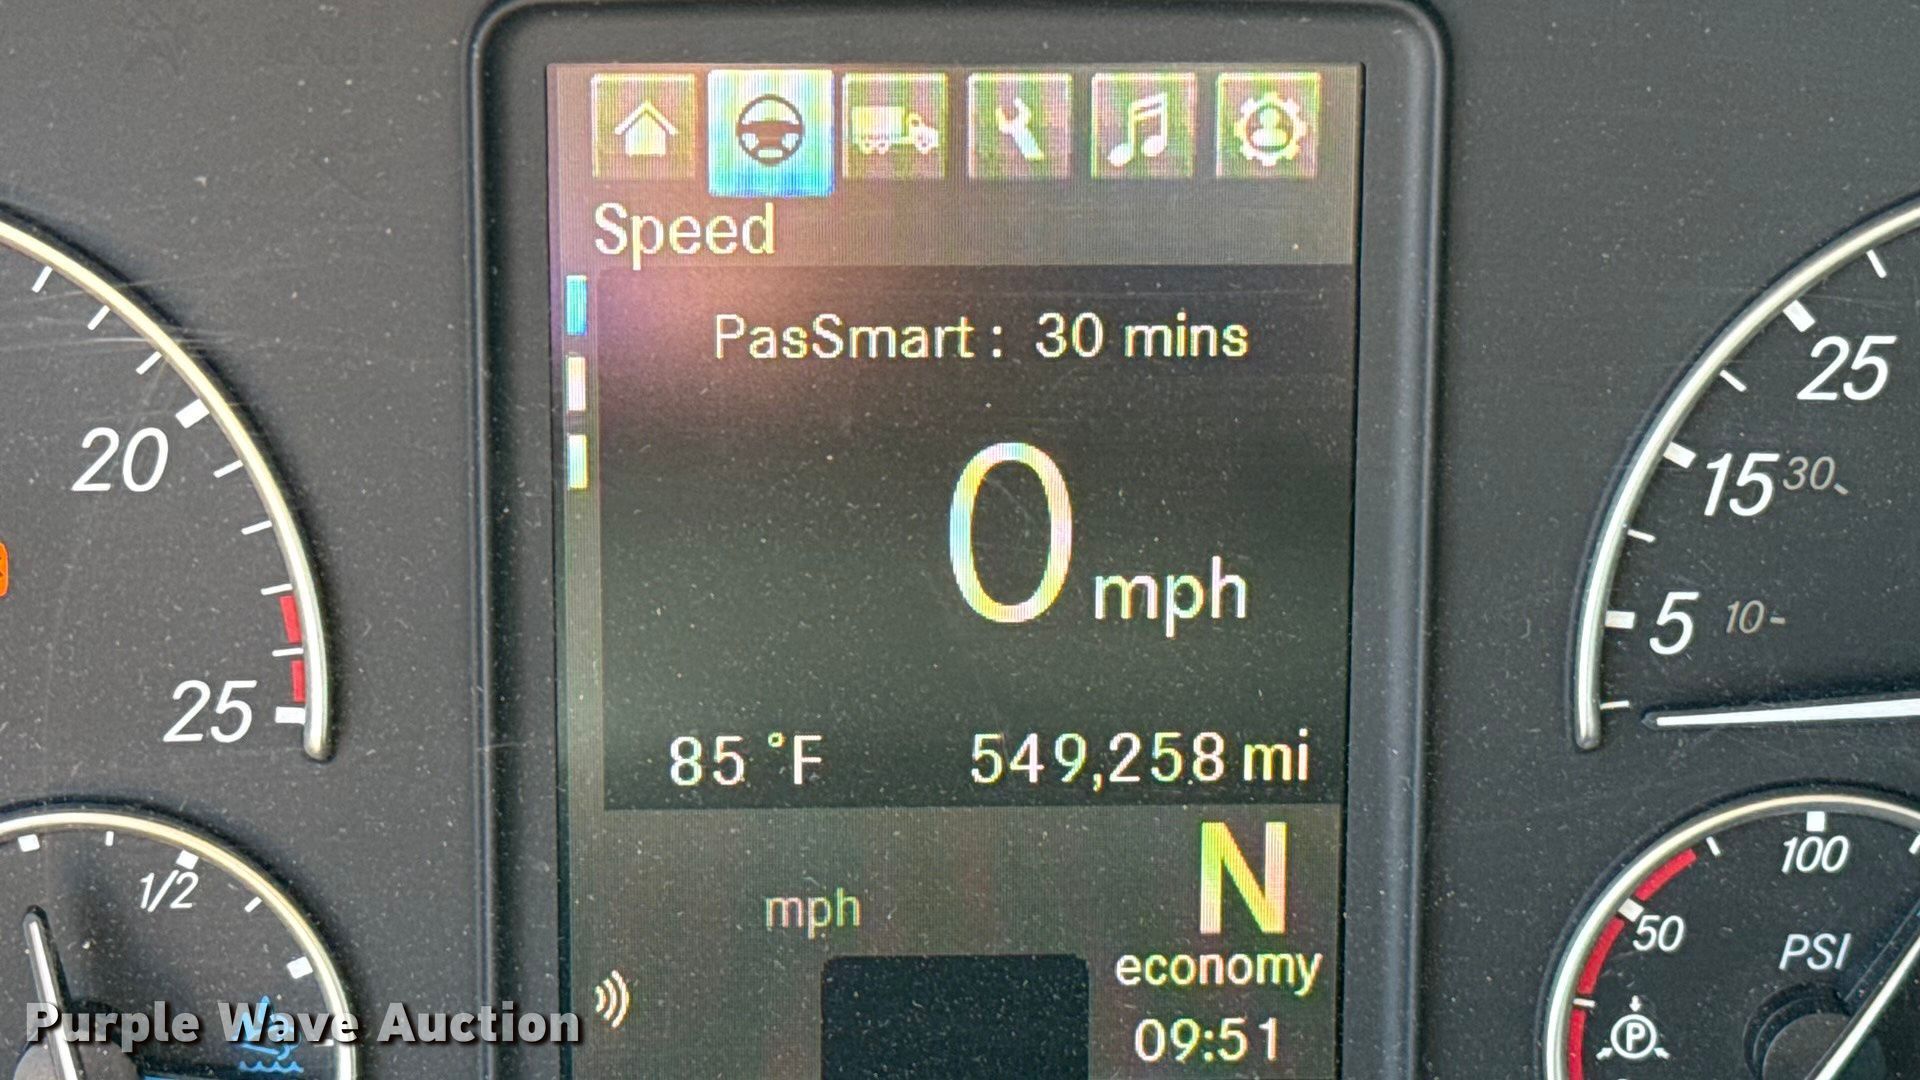 Speed
PasSmart: 30 mins
0 mph
85 °F 549,258 mi
mph
N
economy
09:51
20
25
1/2
25
15 30
5 10
100
50
PSI
P
Purple Wave Auction